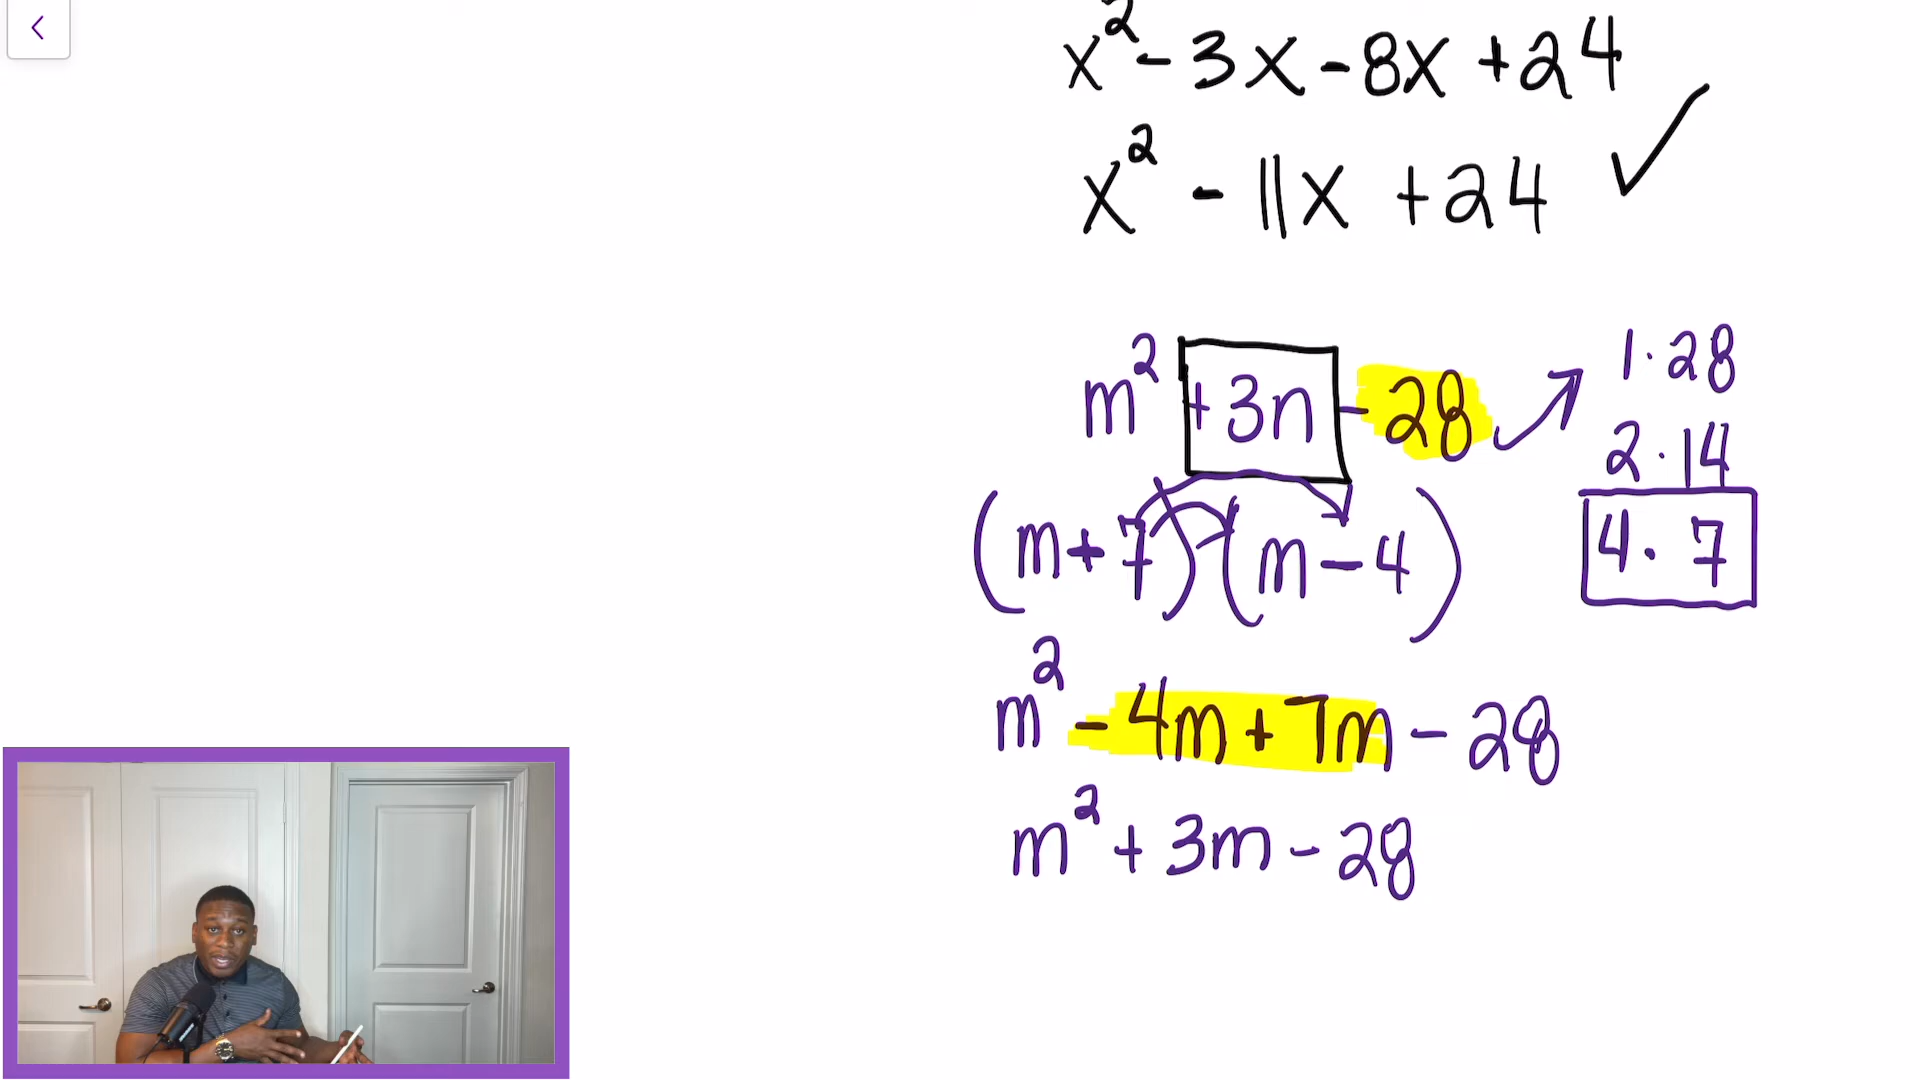 x² - 3x - 8x + 24
x² - 11x + 24
m² +3n - 28
1 · 28
2 · 14
4 · 7
(m + 7)(m - 4)
m² - 4m + 7m - 28
m² + 3m - 28